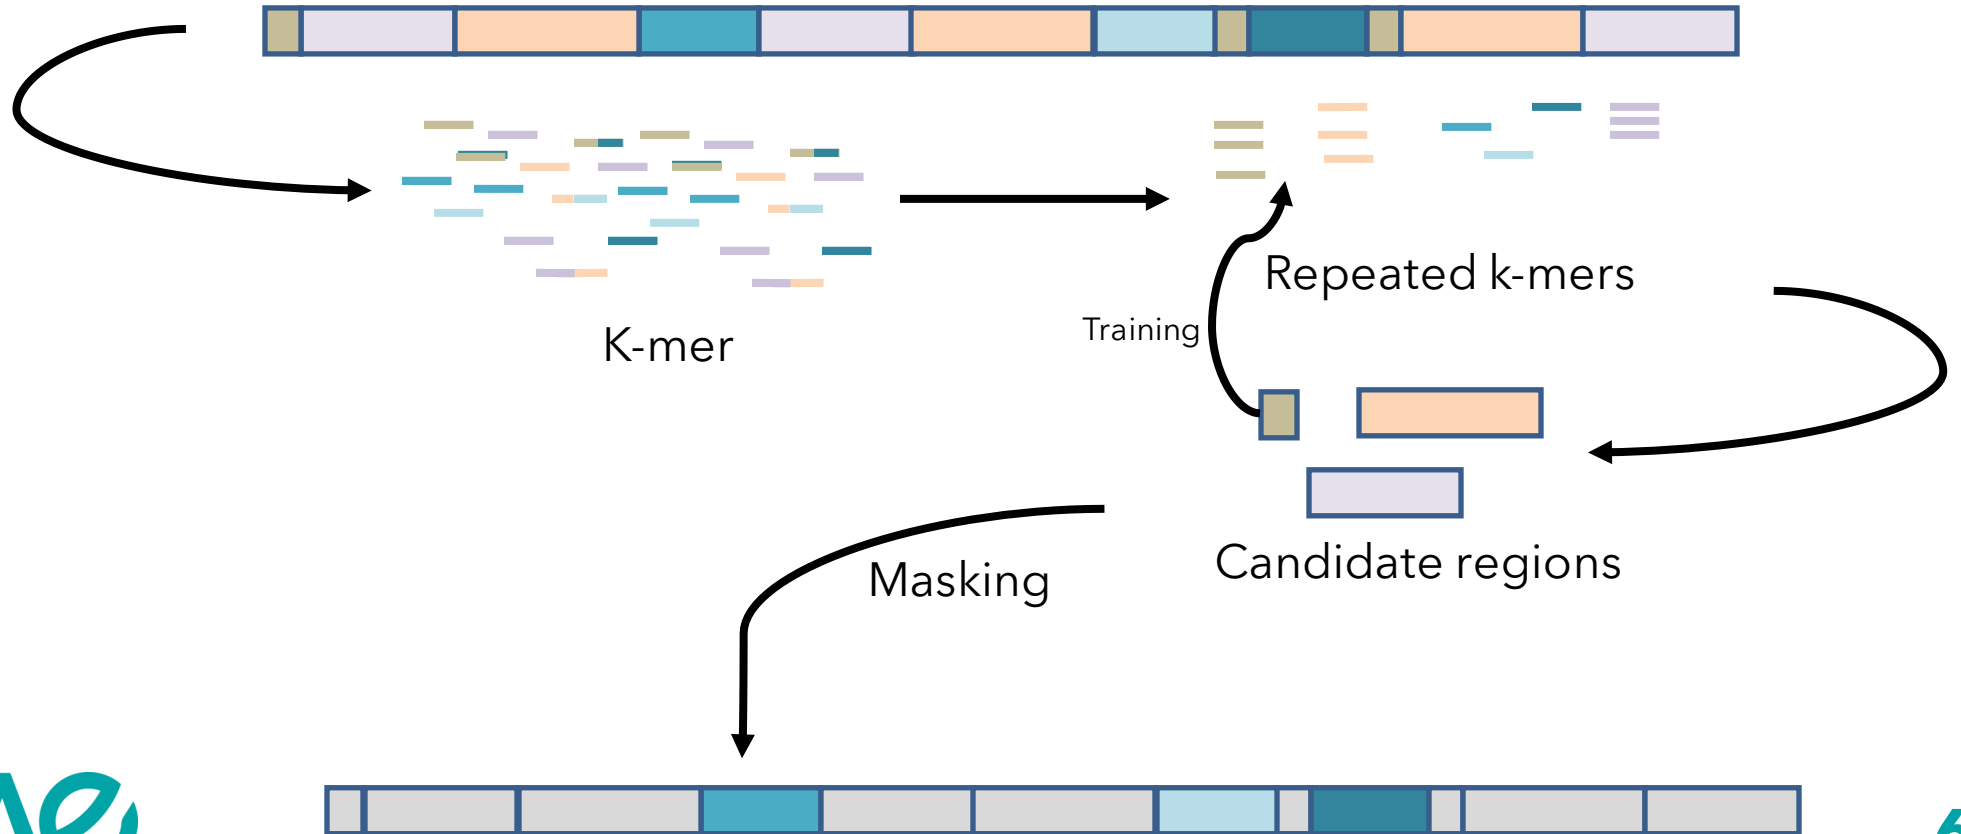 K-mer
Repeated k-mers
Training
Candidate regions
Masking